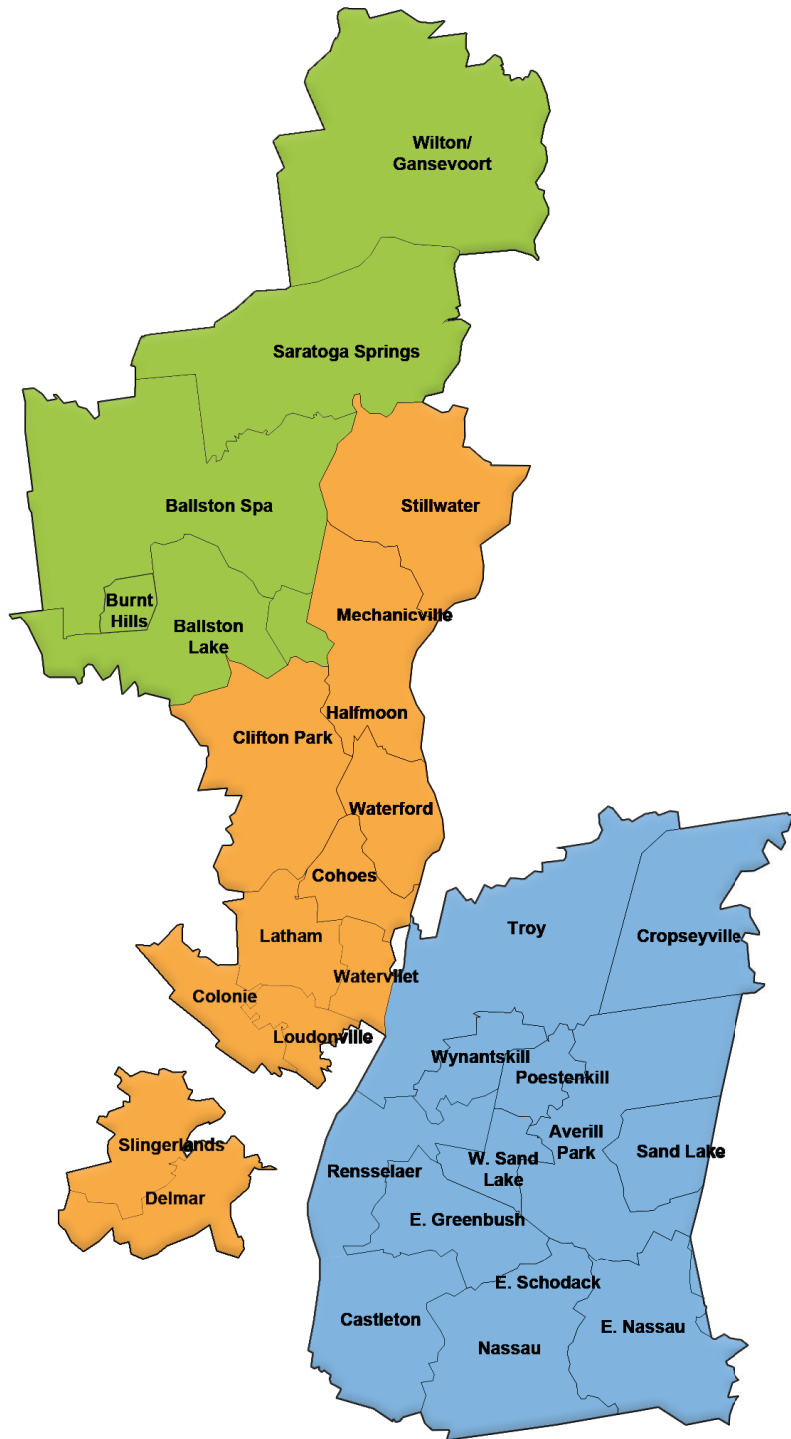 Wilton/
Gansevoort
Saratoga Springs
Ballston Spa
Stillwater
Burnt
Hills
Ballston
Lake
Mechanicville
Halfmoon
Clifton Park
Waterford
Cohoes
Latham
Watervliet
Colonie
Loudonville
Troy
Cropseyville
Wynantskill
Poestenkill
Averill
Park
Sand Lake
W. Sand
Lake
Rensselaer
E. Greenbush
Slingerlands
Delmar
E. Schodack
Castleton
Nassau
E. Nassau